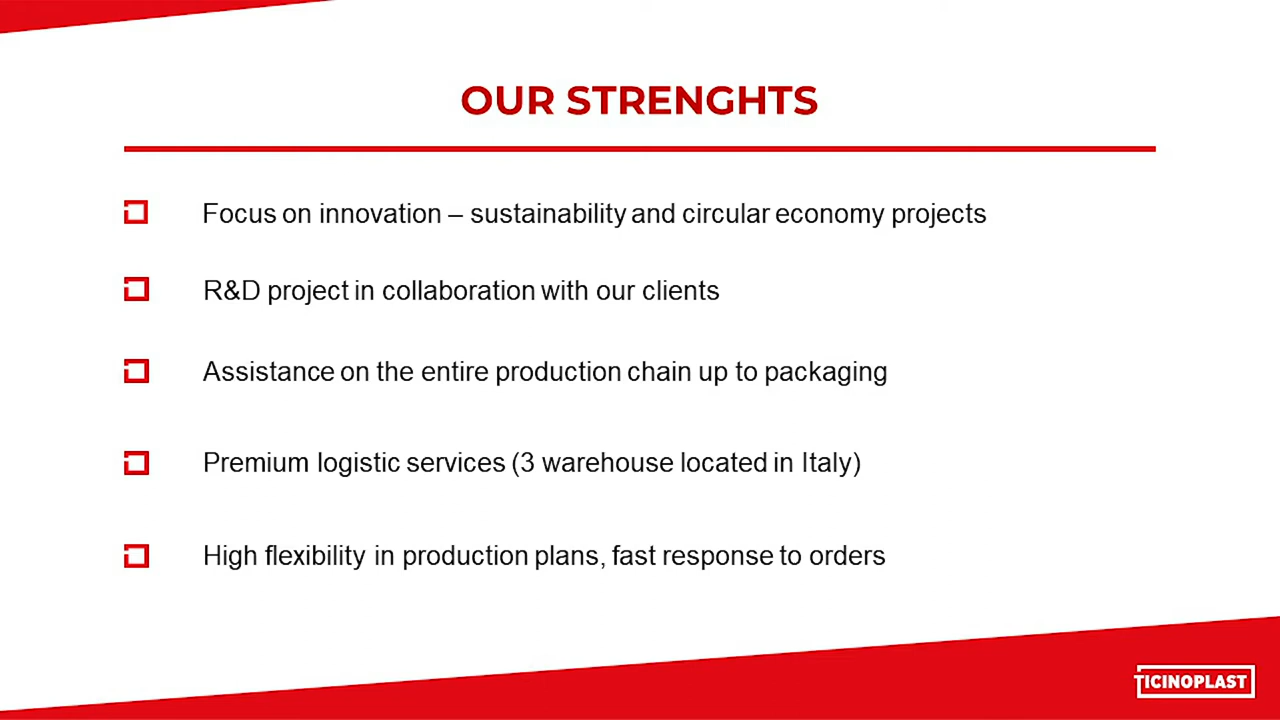 OUR STRENGHTS
Focus on innovation – sustainability and circular economy projects
R&D project in collaboration with our clients
Assistance on the entire production chain up to packaging
Premium logistic services (3 warehouse located in Italy)
High flexibility in production plans, fast response to orders
TICINOPLAST